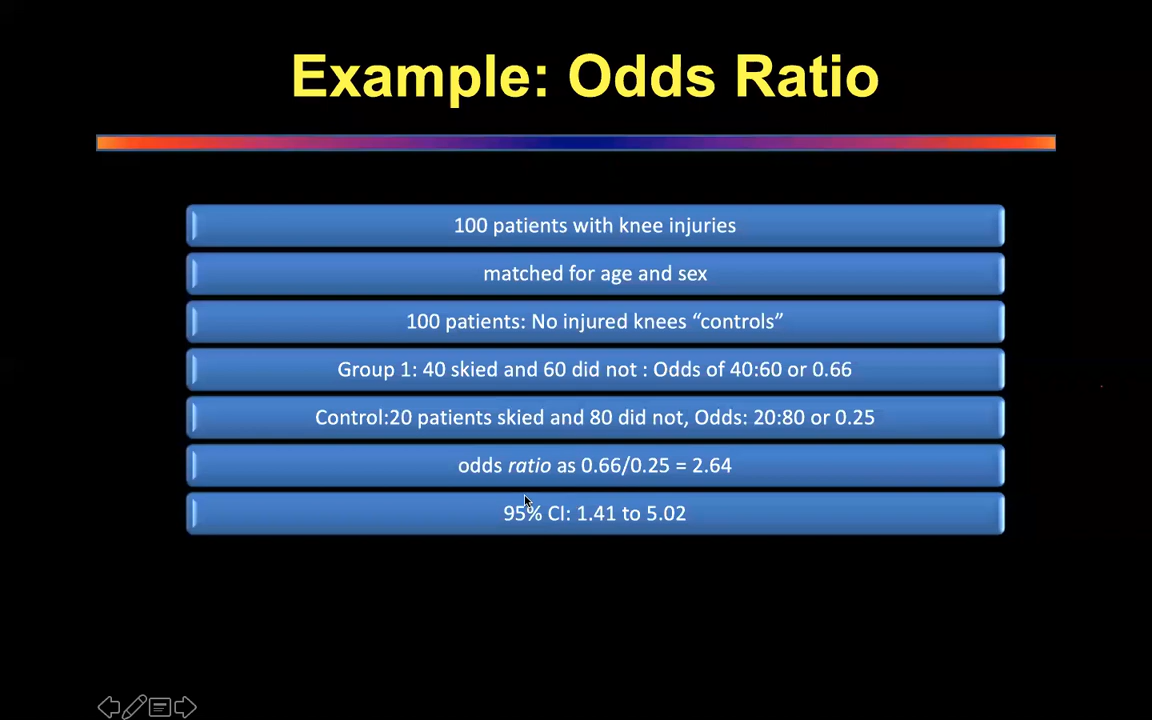 Example: Odds Ratio
100 patients with knee injuries
matched for age and sex
100 patients: No injured knees “controls”
Group 1: 40 skied and 60 did not : Odds of 40:60 or 0.66
Control:20 patients skied and 80 did not, Odds: 20:80 or 0.25
odds ratio as 0.66/0.25 = 2.64
95% CI: 1.41 to 5.02